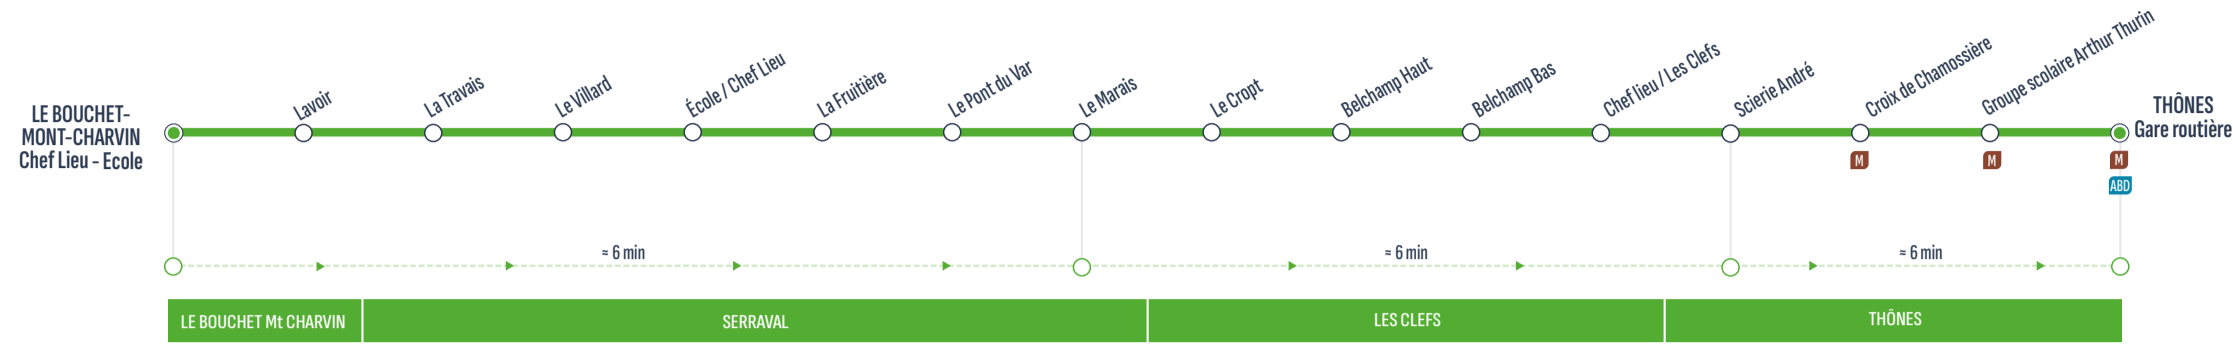 LE BOUCHET-
MONT-CHARVIN
Chef Lieu - Ecole
Lavoir
La Travais
Le Villard
École / Chef Lieu
La Fruitière
Le Pont du Var
Le Marais
Le Cropt
Belchamp Haut
Belchamp Bas
Chef lieu / Les Clefs
Scierie André
Croix de Chamossière
Groupe scolaire Arthur Thurin
THÔNES
Gare routière
M
M
M
ABD
≈ 6 min
≈ 6 min
≈ 6 min
LE BOUCHET Mt CHARVIN
SERRAVAL
LES CLEFS
THÔNES